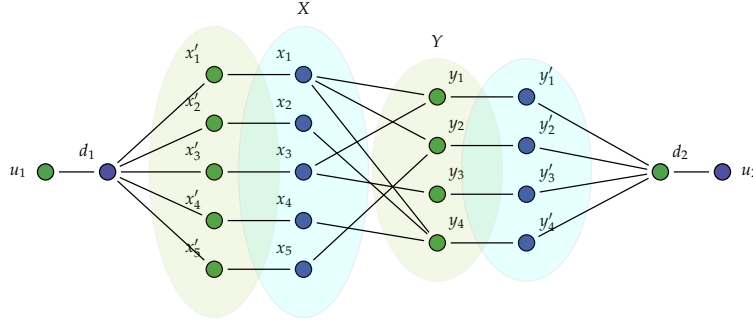 X
Y
x′₁ x₁
y₁ y′₁
x′₂ x₂
y₂ y′₂
x′₃ x₃
u₁ d₁ d₂
y₃ y′₃
x′₄ x₄
y₄ y′₄
x′₅ x₅